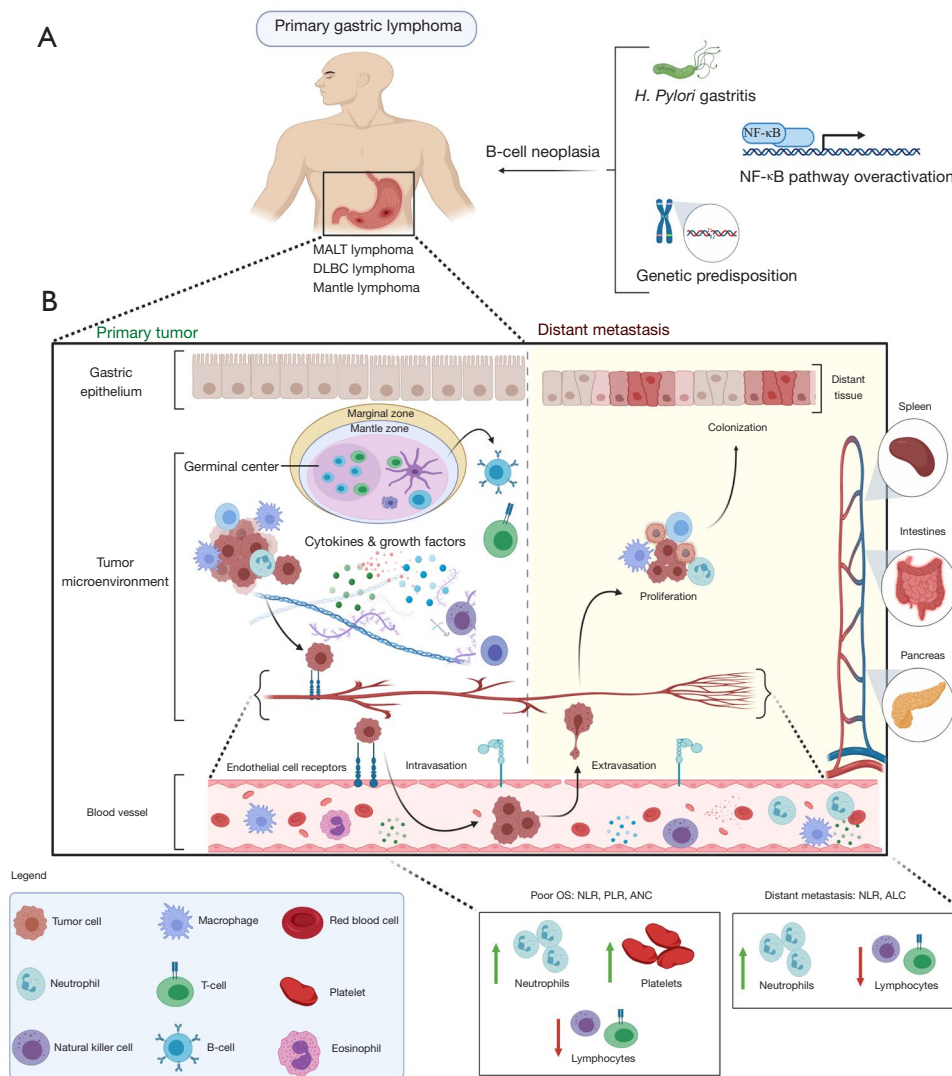 A
Primary gastric lymphoma
H. Pylori gastritis
B-cell neoplasia
NF-κB
NF-κB pathway overactivation
Genetic predisposition
MALT lymphoma
DLBC lymphoma
Mantle lymphoma
B
Primary tumor
Distant metastasis
Gastric
epithelium
Distant
tissue
Marginal zone
Mantle zone
Germinal center
Colonization
Spleen
Cytokines & growth factors
Tumor
microenvironment
Proliferation
Intestines
Pancreas
Endothelial cell receptors
Intravasation
Extravasation
Blood vessel
Legend
Tumor cell
Macrophage
Red blood cell
Neutrophil
T-cell
Platelet
Natural killer cell
B-cell
Eosinophil
Poor OS: NLR, PLR, ANC
Neutrophils
Platelets
Lymphocytes
Distant metastasis: NLR, ALC
Neutrophils
Lymphocytes